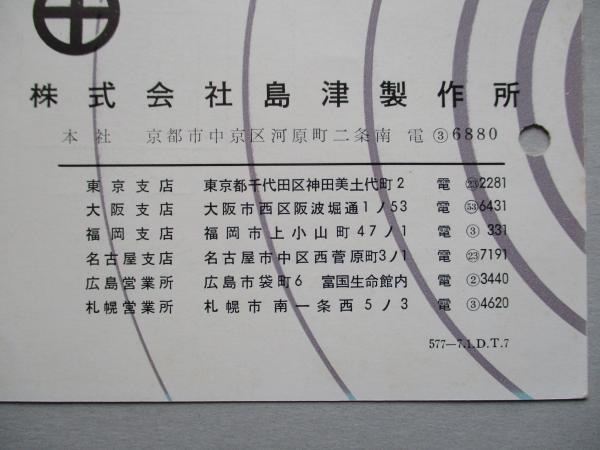 株式会社島津製作所
本社 京都市中京区河原町二条南 電 ③6880
東京支店 東京都千代田区神田美土代町2 電 ㉓2281
大阪支店 大阪市西区阪波堀通1ノ53 電 ㊼6431
福岡支店 福岡市上小山町47ノ1 電 ③ 331
名古屋支店 名古屋市中区西菅原町3ノ1 電 ㉓7191
広島営業所 広島市袋町6 富国生命館内 電 ②3440
札幌営業所 札幌市南一条西5ノ3 電 ③4620
577—7.1.D.T.7